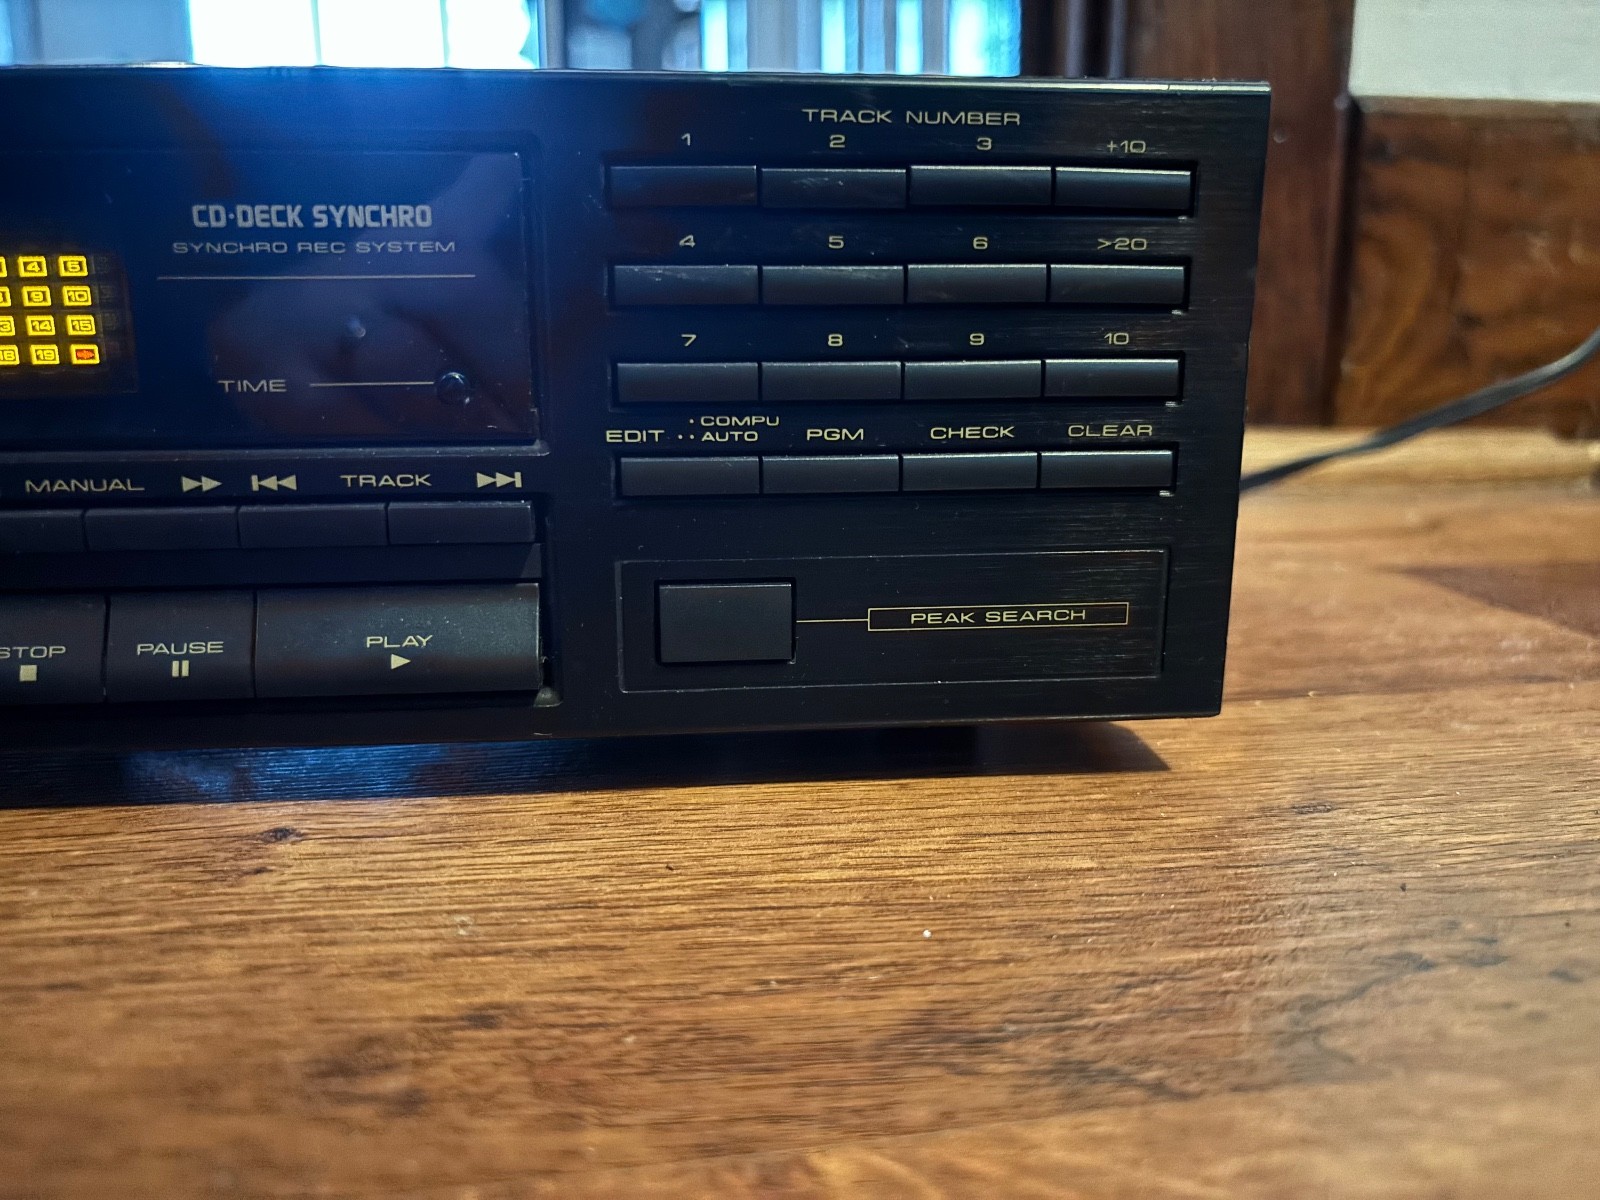 TRACK NUMBER
1 2 3 +10
CD·DECK SYNCHRO
SYNCHRO REC SYSTEM
4 5 6 >20
4 5
9 10
14 15
19
7 8 9 10
TIME
EDIT · COMPU
·· AUTO
PGM CHECK CLEAR
MANUAL ▶▶ |◀◀ TRACK ▶▶|
STOP PAUSE PLAY
■ ❚❚ ▶
PEAK SEARCH